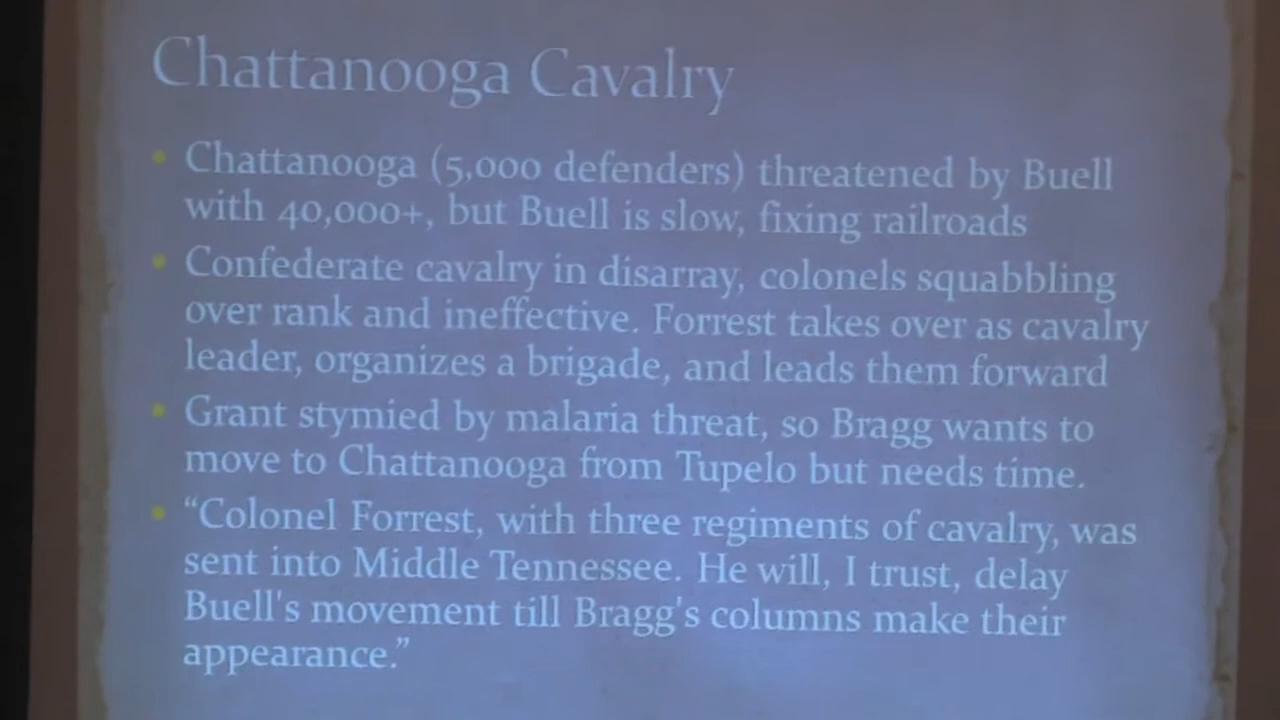 Chattanooga Cavalry
• Chattanooga (5,000 defenders) threatened by Buell
with 40,000+, but Buell is slow, fixing railroads
• Confederate cavalry in disarray, colonels squabbling
over rank and ineffective. Forrest takes over as cavalry
leader, organizes a brigade, and leads them forward
• Grant stymied by malaria threat, so Bragg wants to
move to Chattanooga from Tupelo but needs time.
• “Colonel Forrest, with three regiments of cavalry, was
sent into Middle Tennessee. He will, I trust, delay
Buell's movement till Bragg's columns make their
appearance.”